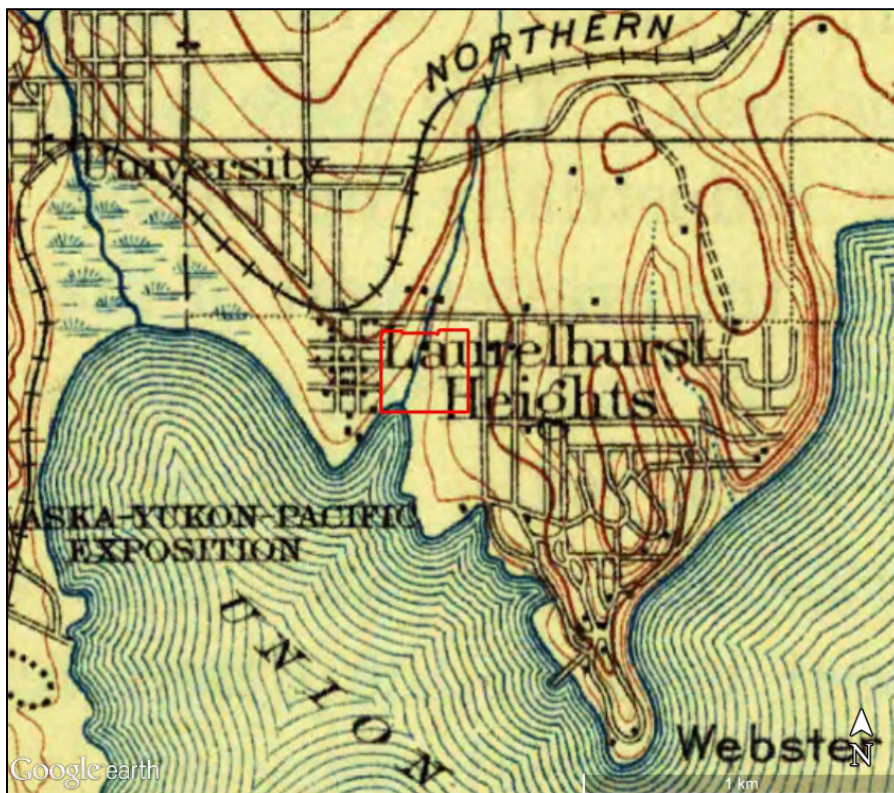 NORTHERN
University
Laurelhurst
Heights
ASKA-YUKON-PACIFIC
EXPOSITION
UNION
Webster
N
Google earth
1 km